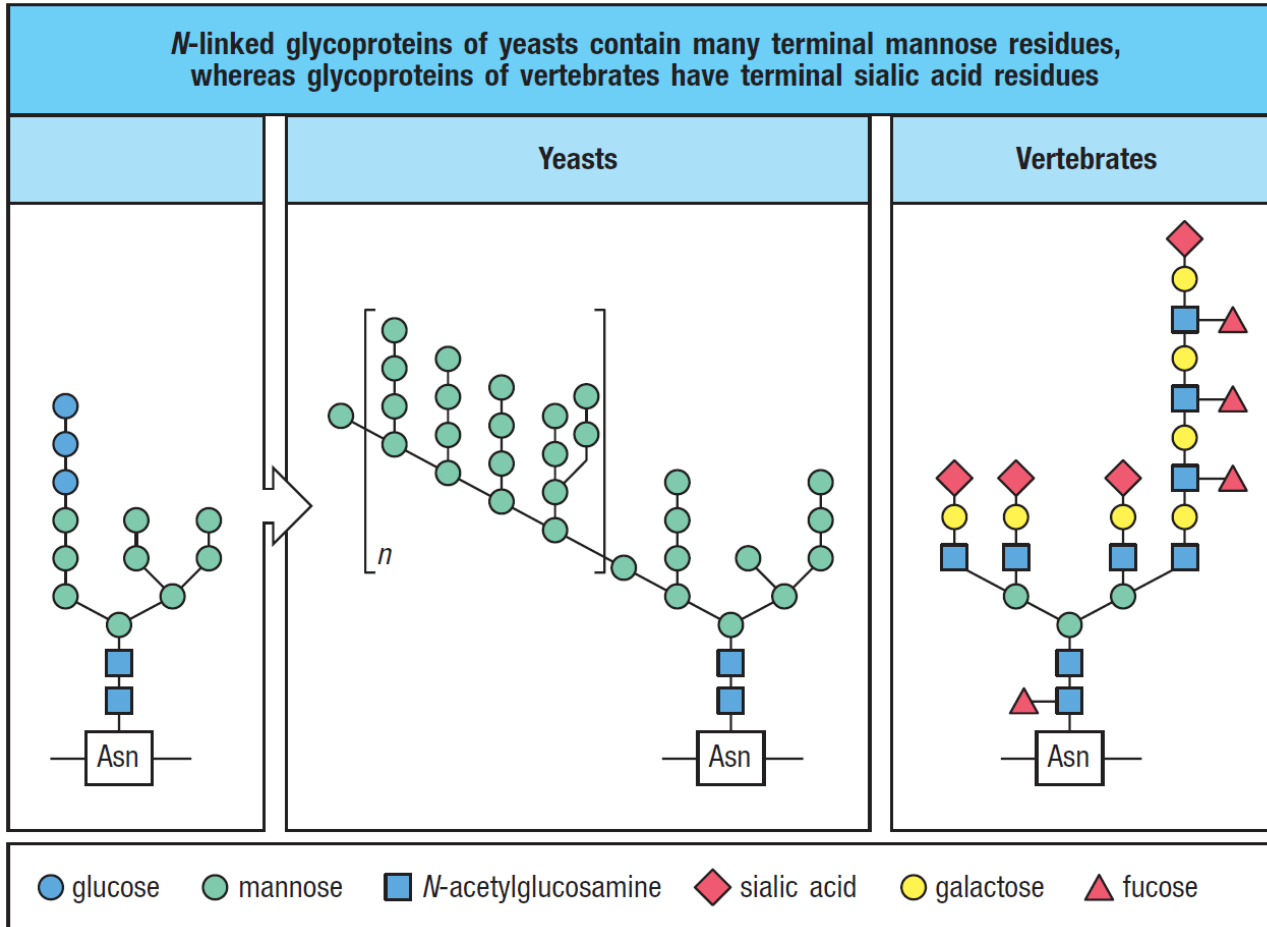 N-linked glycoproteins of yeasts contain many terminal mannose residues,
whereas glycoproteins of vertebrates have terminal sialic acid residues
Yeasts
Vertebrates
n
Asn
Asn
Asn
glucose
mannose
N-acetylglucosamine
sialic acid
galactose
fucose